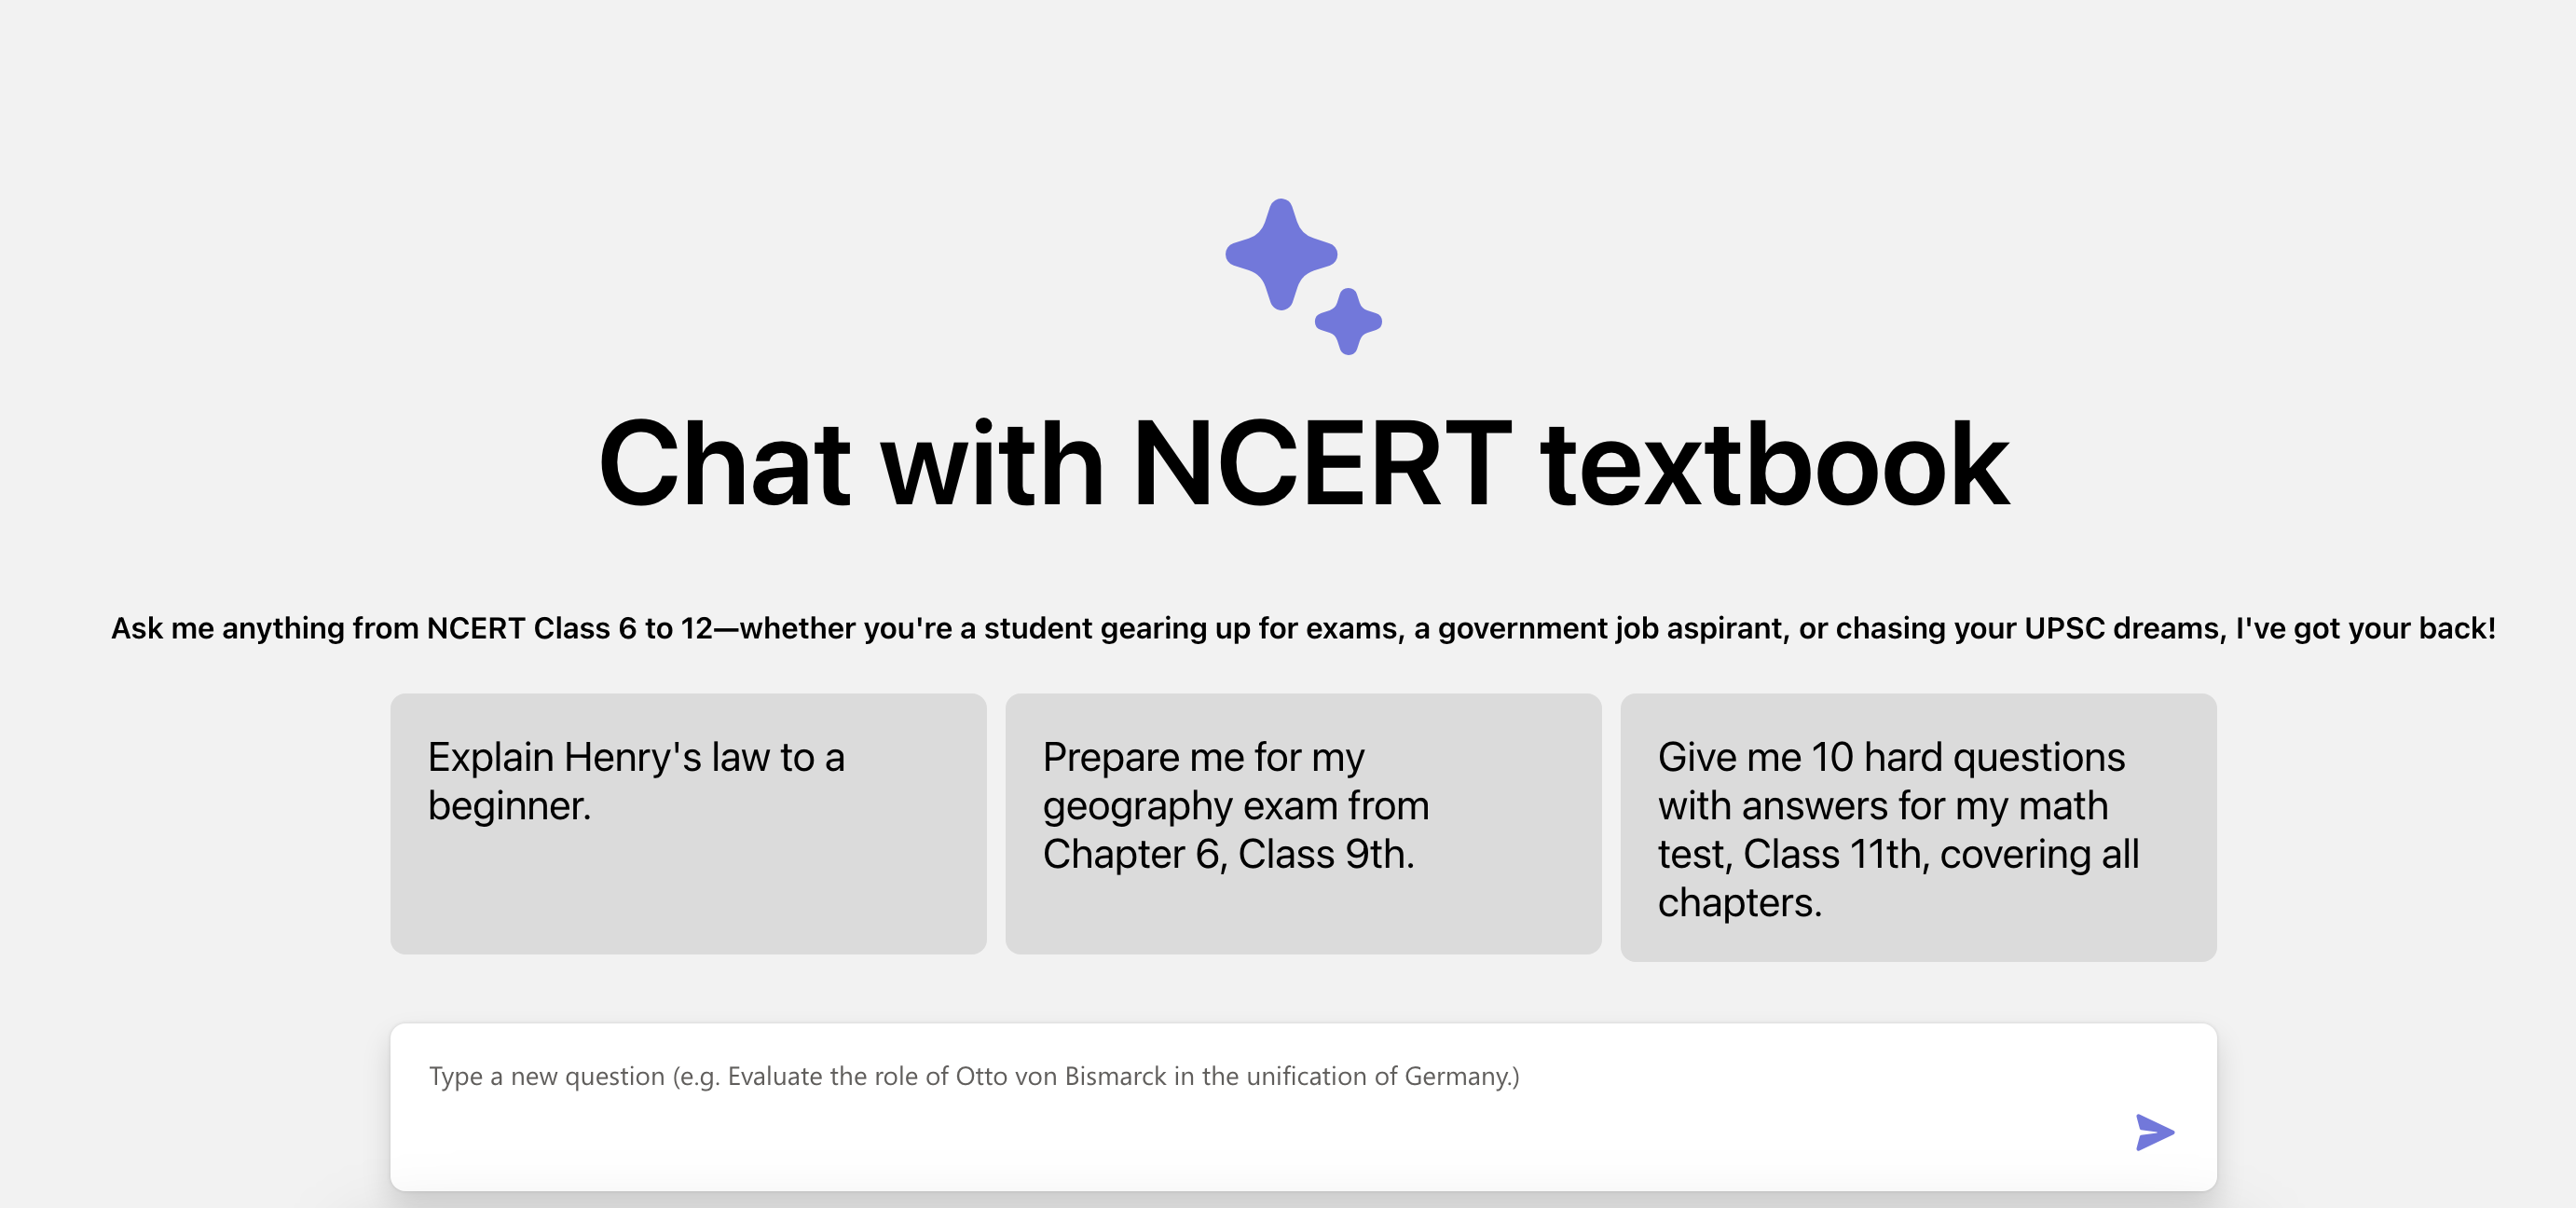 Chat with NCERT textbook
Ask me anything from NCERT Class 6 to 12—whether you're a student gearing up for exams, a government job aspirant, or chasing your UPSC dreams, I've got your back!
Explain Henry's law to a
beginner.
Prepare me for my
geography exam from
Chapter 6, Class 9th.
Give me 10 hard questions
with answers for my math
test, Class 11th, covering all
chapters.
Type a new question (e.g. Evaluate the role of Otto von Bismarck in the unification of Germany.)